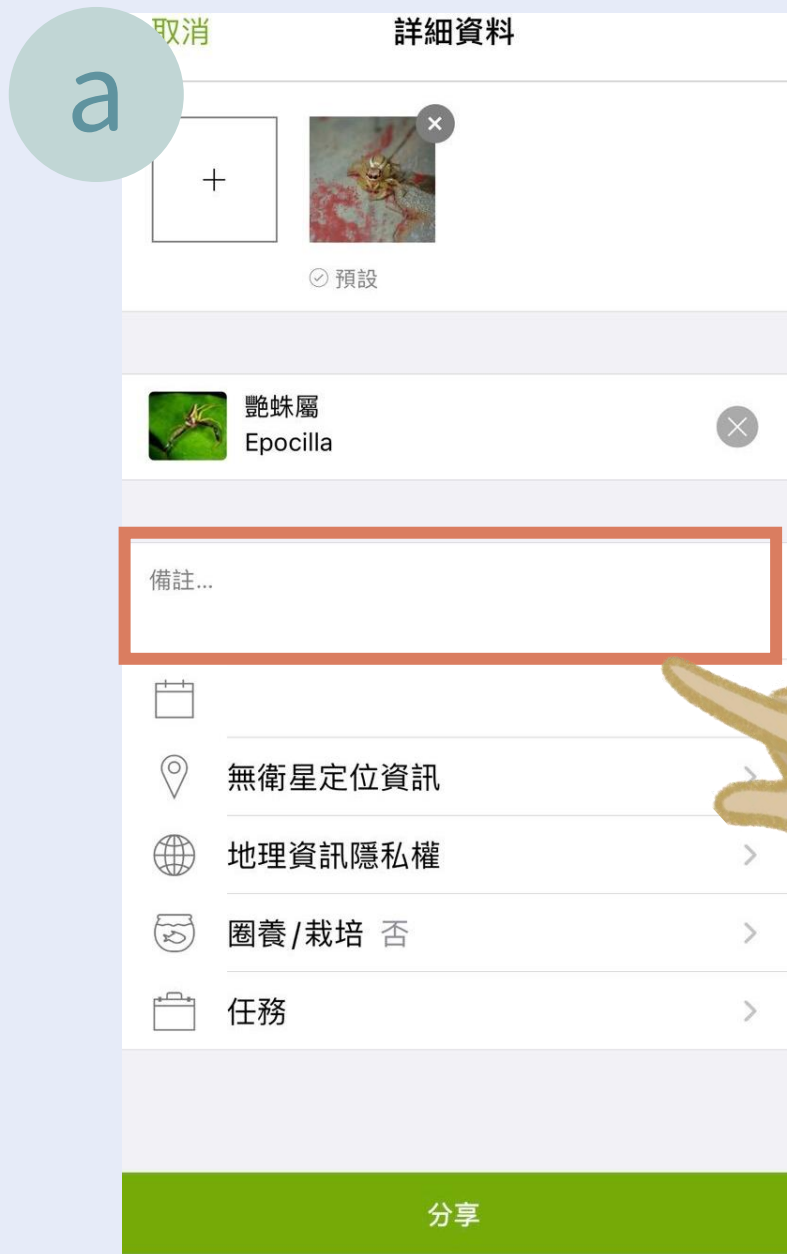 a
取消
詳細資料
預設
艷蛛屬
Epocilla
備註...
無衛星定位資訊
地理資訊隱私權
圈養/栽培 否
任務
分享